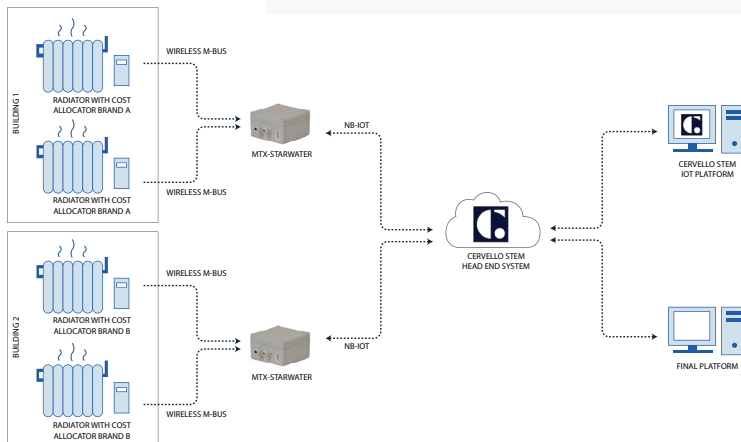 BUILDING 1
RADIATOR WITH COST
ALLOCATOR BRAND A
RADIATOR WITH COST
ALLOCATOR BRAND A
WIRELESS M-BUS
WIRELESS M-BUS
MTX-STARWATER
NB-IOT
BUILDING 2
RADIATOR WITH COST
ALLOCATOR BRAND B
RADIATOR WITH COST
ALLOCATOR BRAND B
WIRELESS M-BUS
WIRELESS M-BUS
MTX-STARWATER
NB-IOT
CERVELLO STEM
HEAD END SYSTEM
CERVELLO STEM
IOT PLATFORM
FINAL PLATFORM